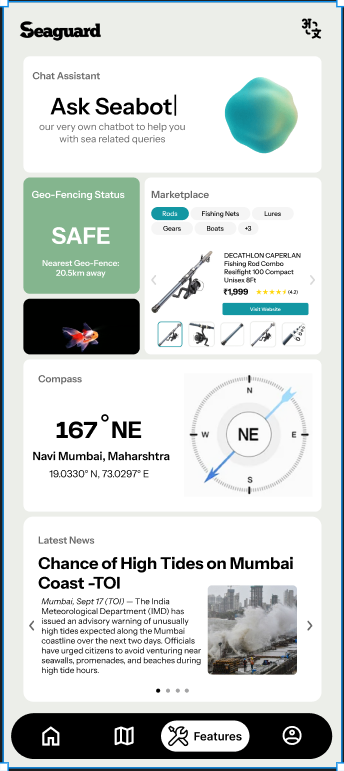 Seaguard
अ 文
Chat Assistant
Ask Seabot
our very own chatbot to help you
with sea related queries
Geo-Fencing Status
SAFE
Nearest Geo-Fence:
20.5km away
Marketplace
Rods Fishing Nets Lures
Gears Boats +3
DECATHLON CAPERLAN
Fishing Rod Combo
Resifight 100 Compact
Unisex 8Ft
₹1,999 (4.2)
Visit Website
Compass
167°NE
Navi Mumbai, Maharshtra
19.0330° N, 73.0297° E
N
W NE E
S
Latest News
Chance of High Tides on Mumbai
Coast -TOI
Mumbai, Sept 17 (TOI) — The India
Meteorological Department (IMD) has
issued an advisory warning of unusually
high tides expected along the Mumbai
coastline over the next two days. Officials
have urged citizens to avoid venturing near
seawalls, promenades, and beaches during
high tide hours.
Features